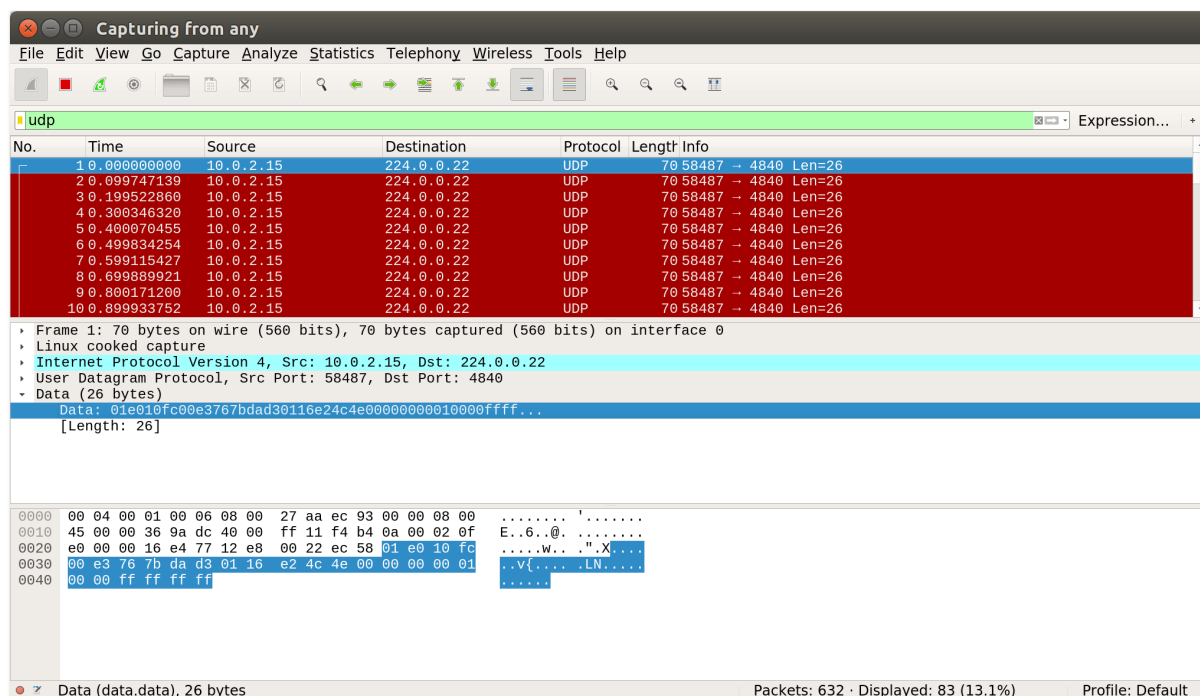 Capturing from any
File Edit View Go Capture Analyze Statistics Telephony Wireless Tools Help
udp Expression… +
No. Time Source Destination Protocol Length Info
1 0.000000000 10.0.2.15 224.0.0.22 UDP 70 58487 → 4840 Len=26
2 0.099747139 10.0.2.15 224.0.0.22 UDP 70 58487 → 4840 Len=26
3 0.199522860 10.0.2.15 224.0.0.22 UDP 70 58487 → 4840 Len=26
4 0.300346320 10.0.2.15 224.0.0.22 UDP 70 58487 → 4840 Len=26
5 0.400070455 10.0.2.15 224.0.0.22 UDP 70 58487 → 4840 Len=26
6 0.499834254 10.0.2.15 224.0.0.22 UDP 70 58487 → 4840 Len=26
7 0.599115427 10.0.2.15 224.0.0.22 UDP 70 58487 → 4840 Len=26
8 0.699889921 10.0.2.15 224.0.0.22 UDP 70 58487 → 4840 Len=26
9 0.800171200 10.0.2.15 224.0.0.22 UDP 70 58487 → 4840 Len=26
10 0.899933752 10.0.2.15 224.0.0.22 UDP 70 58487 → 4840 Len=26
Frame 1: 70 bytes on wire (560 bits), 70 bytes captured (560 bits) on interface 0
Linux cooked capture
Internet Protocol Version 4, Src: 10.0.2.15, Dst: 224.0.0.22
User Datagram Protocol, Src Port: 58487, Dst Port: 4840
Data (26 bytes)
Data: 01e010fc00e3767bdad30116e24c4e00000000010000ffff...
[Length: 26]
0000 00 04 00 01 00 06 08 00 27 aa ec 93 00 00 08 00 ........ '.......
0010 45 00 00 36 9a dc 40 00 ff 11 f4 b4 0a 00 02 0f E..6..@. ........
0020 e0 00 00 16 e4 77 12 e8 00 22 ec 58 01 e0 10 fc .....w.. .".X....
0030 00 e3 76 7b da d3 01 16 e2 4c 4e 00 00 00 00 01 ..v{.... .LN.....
0040 00 00 ff ff ff ff ......
Data (data.data), 26 bytes Packets: 632 · Displayed: 83 (13.1%) Profile: Default